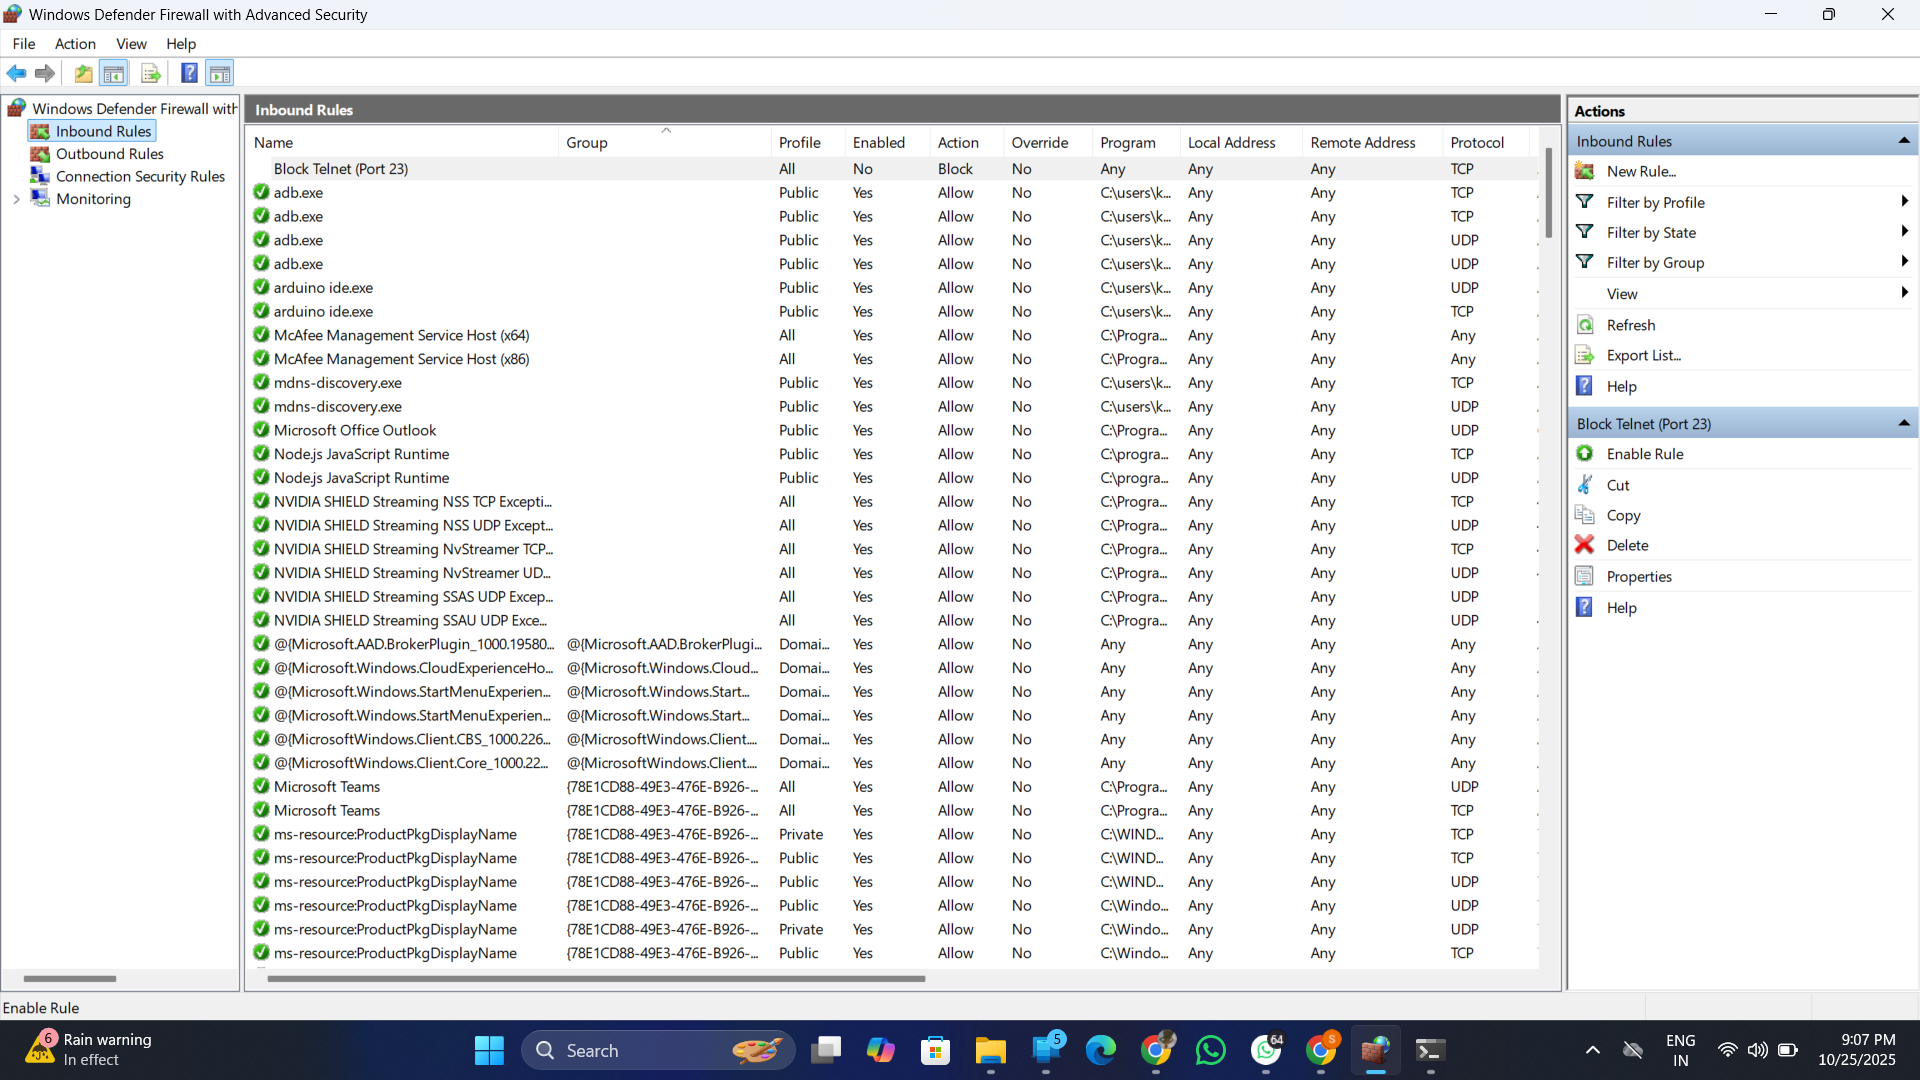 Windows Defender Firewall with Advanced Security
File Action View Help
Windows Defender Firewall with
Inbound Rules
Outbound Rules
Connection Security Rules
Monitoring
Inbound Rules
Name Group Profile Enabled Action Override Program Local Address Remote Address Protocol
Block Telnet (Port 23) All No Block No Any Any Any TCP
adb.exe Public Yes Allow No C:\users\k... Any Any TCP
adb.exe Public Yes Allow No C:\users\k... Any Any TCP
adb.exe Public Yes Allow No C:\users\k... Any Any UDP
adb.exe Public Yes Allow No C:\users\k... Any Any UDP
arduino ide.exe Public Yes Allow No C:\users\k... Any Any UDP
arduino ide.exe Public Yes Allow No C:\users\k... Any Any TCP
McAfee Management Service Host (x64) All Yes Allow No C:\Progra... Any Any Any
McAfee Management Service Host (x86) All Yes Allow No C:\Progra... Any Any Any
mdns-discovery.exe Public Yes Allow No C:\users\k... Any Any TCP
mdns-discovery.exe Public Yes Allow No C:\users\k... Any Any UDP
Microsoft Office Outlook Public Yes Allow No C:\Progra... Any Any UDP
Node.js JavaScript Runtime Public Yes Allow No C:\progra... Any Any TCP
Node.js JavaScript Runtime Public Yes Allow No C:\progra... Any Any UDP
NVIDIA SHIELD Streaming NSS TCP Excepti... All Yes Allow No C:\Progra... Any Any TCP
NVIDIA SHIELD Streaming NSS UDP Except... All Yes Allow No C:\Progra... Any Any UDP
NVIDIA SHIELD Streaming NvStreamer TCP... All Yes Allow No C:\Progra... Any Any TCP
NVIDIA SHIELD Streaming NvStreamer UD... All Yes Allow No C:\Progra... Any Any UDP
NVIDIA SHIELD Streaming SSAS UDP Excep... All Yes Allow No C:\Progra... Any Any UDP
NVIDIA SHIELD Streaming SSAU UDP Exce... All Yes Allow No C:\Progra... Any Any UDP
@{Microsoft.AAD.BrokerPlugin_1000.19580... @{Microsoft.AAD.BrokerPlugi... Domai... Yes Allow No Any Any Any Any
@{Microsoft.Windows.CloudExperienceHo... @{Microsoft.Windows.Cloud... Domai... Yes Allow No Any Any Any Any
@{Microsoft.Windows.StartMenuExperien... @{Microsoft.Windows.Start... Domai... Yes Allow No Any Any Any Any
@{Microsoft.Windows.StartMenuExperien... @{Microsoft.Windows.Start... Domai... Yes Allow No Any Any Any Any
@{MicrosoftWindows.Client.CBS_1000.226... @{MicrosoftWindows.Client.... Domai... Yes Allow No Any Any Any Any
@{MicrosoftWindows.Client.Core_1000.22... @{MicrosoftWindows.Client.... Domai... Yes Allow No Any Any Any Any
Microsoft Teams {78E1CD88-49E3-476E-B926-... All Yes Allow No C:\Progra... Any Any UDP
Microsoft Teams {78E1CD88-49E3-476E-B926-... All Yes Allow No C:\Progra... Any Any TCP
ms-resource:ProductPkgDisplayName {78E1CD88-49E3-476E-B926-... Private Yes Allow No C:\WIND... Any Any TCP
ms-resource:ProductPkgDisplayName {78E1CD88-49E3-476E-B926-... Public Yes Allow No C:\WIND... Any Any TCP
ms-resource:ProductPkgDisplayName {78E1CD88-49E3-476E-B926-... Public Yes Allow No C:\WIND... Any Any UDP
ms-resource:ProductPkgDisplayName {78E1CD88-49E3-476E-B926-... Public Yes Allow No C:\Windo... Any Any UDP
ms-resource:ProductPkgDisplayName {78E1CD88-49E3-476E-B926-... Private Yes Allow No C:\Windo... Any Any UDP
ms-resource:ProductPkgDisplayName {78E1CD88-49E3-476E-B926-... Public Yes Allow No C:\Windo... Any Any TCP
Actions
Inbound Rules
New Rule...
Filter by Profile
Filter by State
Filter by Group
View
Refresh
Export List...
Help
Block Telnet (Port 23)
Enable Rule
Cut
Copy
Delete
Properties
Help
Enable Rule
6
Rain warning
In effect
Search
5
64
S
ENG
IN
9:07 PM
10/25/2025